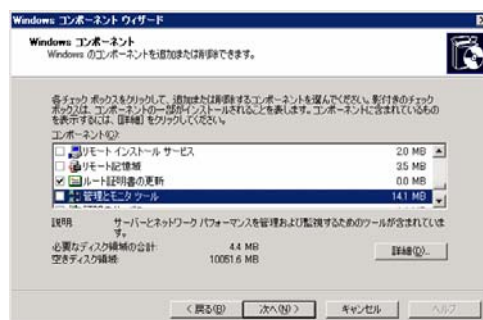 Windows コンポーネント ウィザード
Windows コンポーネント
Windows のコンポーネントを追加または削除できます。
各チェック ボックスをクリックして、追加または削除するコンポーネントを選んでください。影付きのチェック
ボックスは、コンポーネントの一部がインストールされることを表します。コンポーネントに含まれているもの
を表示するには、[詳細] をクリックしてください。
コンポーネント(C):
リモート インストール サービス 2.0 MB
リモート記憶域 3.5 MB
ルート証明書の更新 0.0 MB
管理とモニタ ツール 14.1 MB
説明: サーバーとネットワーク パフォーマンスを管理および監視するためのツールが含まれていま
す。
必要なディスク領域の合計: 4.4 MB
空きディスク領域: 10051.6 MB
詳細(D)...
< 戻る(B)
次へ(N) >
キャンセル
ヘルプ